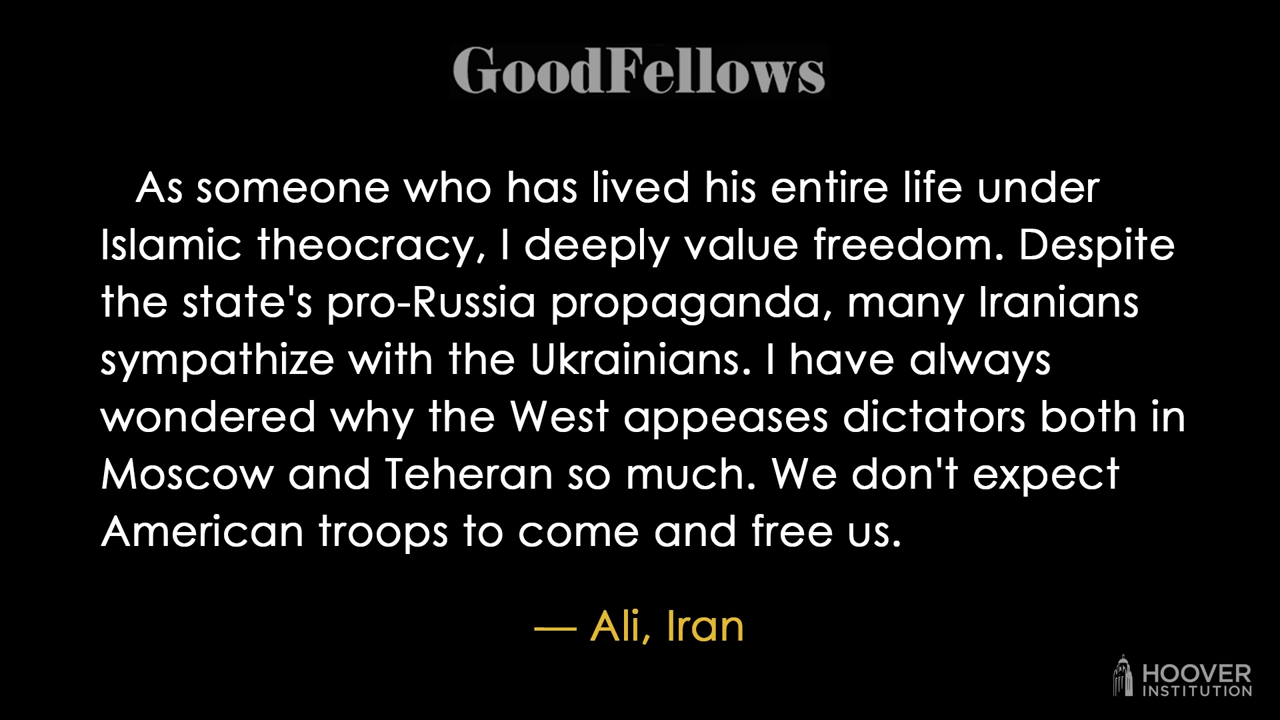 GoodFellows
As someone who has lived his entire life under
Islamic theocracy, I deeply value freedom. Despite
the state's pro-Russia propaganda, many Iranians
sympathize with the Ukrainians. I have always
wondered why the West appeases dictators both in
Moscow and Teheran so much. We don't expect
American troops to come and free us.
— Ali, Iran
HOOVER
INSTITUTION